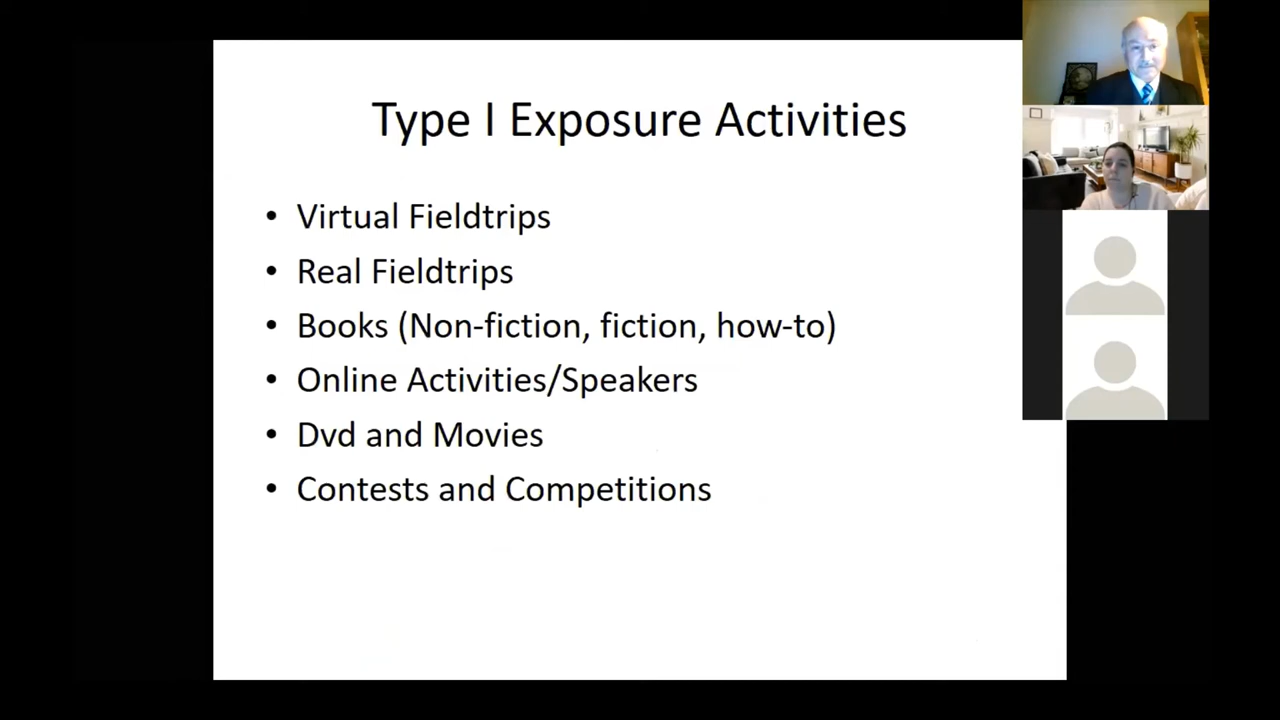 Type I Exposure Activities
• Virtual Fieldtrips
• Real Fieldtrips
• Books (Non-fiction, fiction, how-to)
• Online Activities/Speakers
• Dvd and Movies
• Contests and Competitions